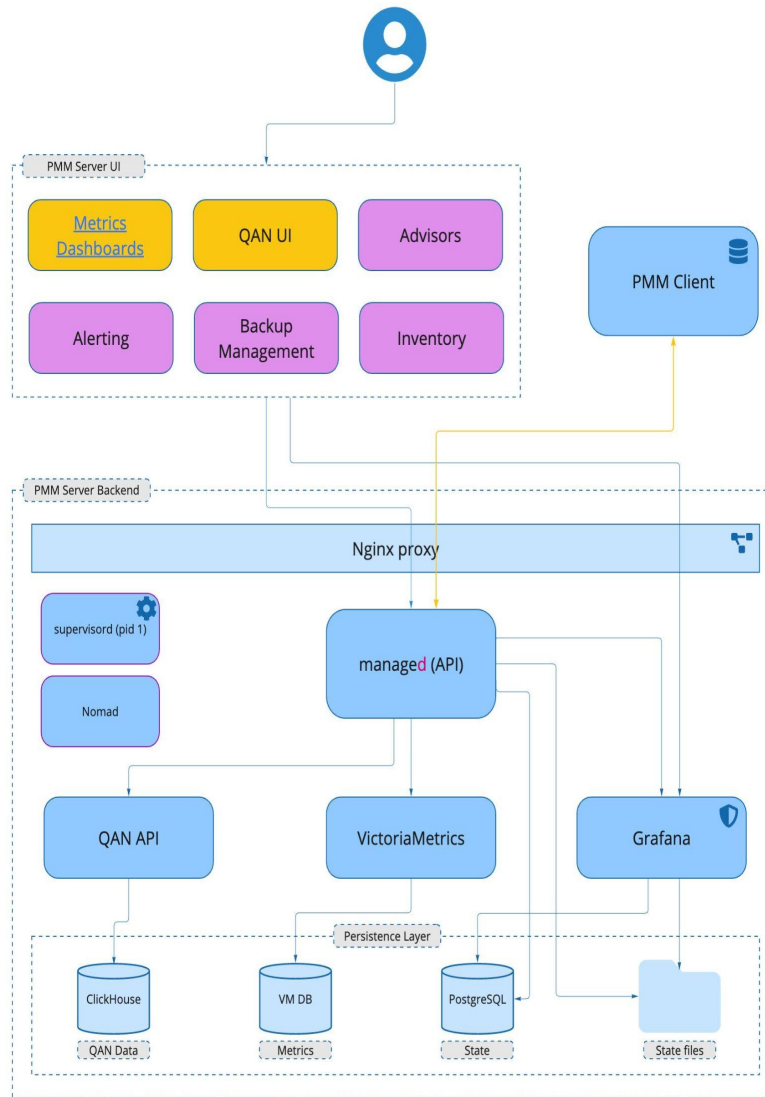 PMM Server UI
Metrics
Dashboards
QAN UI
Advisors
PMM Client
Alerting
Backup
Management
Inventory
PMM Server Backend
Nginx proxy
supervisord (pid 1)
managed (API)
Nomad
QAN API
VictoriaMetrics
Grafana
Persistence Layer
ClickHouse
VM DB
PostgreSQL
QAN Data
Metrics
State
State files